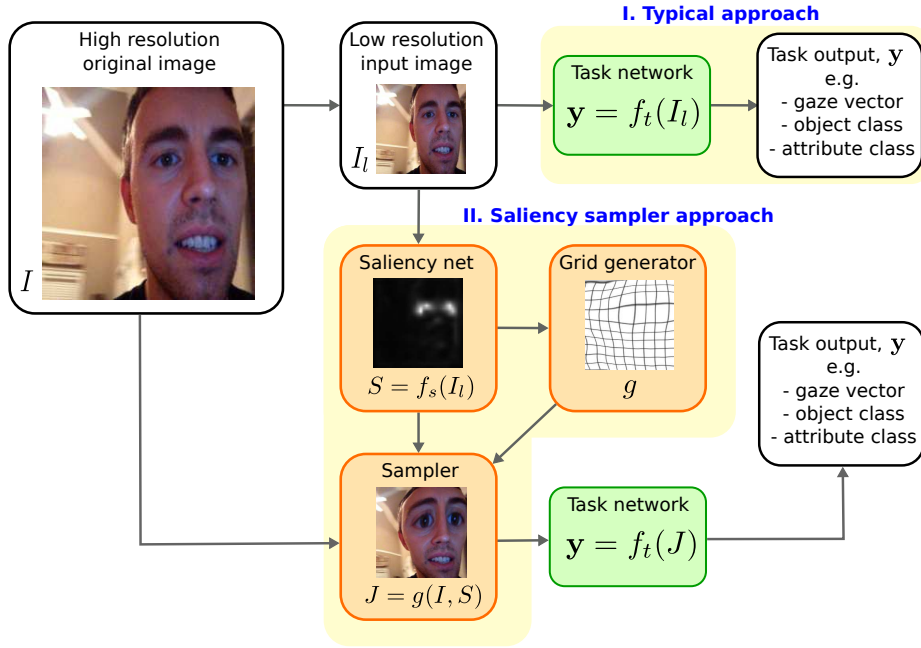 I. Typical approach
High resolution
original image
I
Low resolution
input image
I_l
Task network
y = f_t(I_l)
Task output, y
e.g.
- gaze vector
- object class
- attribute class
II. Saliency sampler approach
Saliency net
S = f_s(I_l)
Grid generator
g
Sampler
J = g(I, S)
Task network
y = f_t(J)
Task output, y
e.g.
- gaze vector
- object class
- attribute class